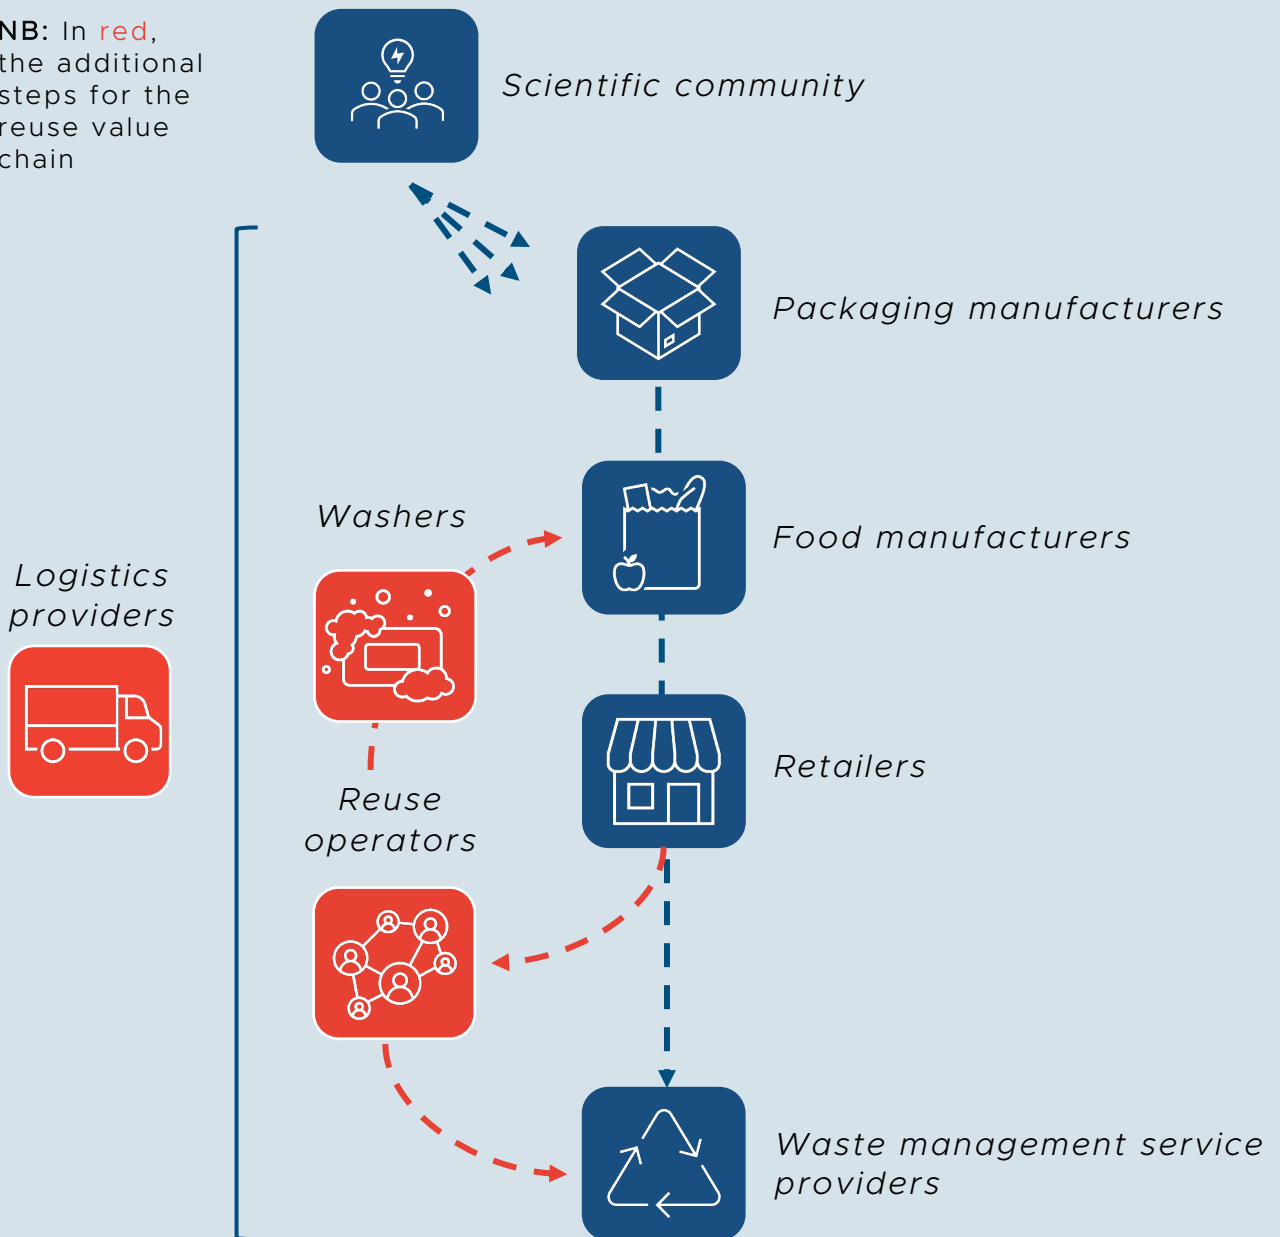 NB: In red,
the additional
steps for the
reuse value
chain
Scientific community
Packaging manufacturers
Washers
Food manufacturers
Logistics
providers
Retailers
Reuse
operators
Waste management service
providers